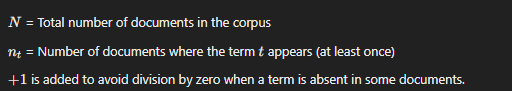 N = Total number of documents in the corpus
nₜ = Number of documents where the term t appears (at least once)
+1 is added to avoid division by zero when a term is absent in some documents.